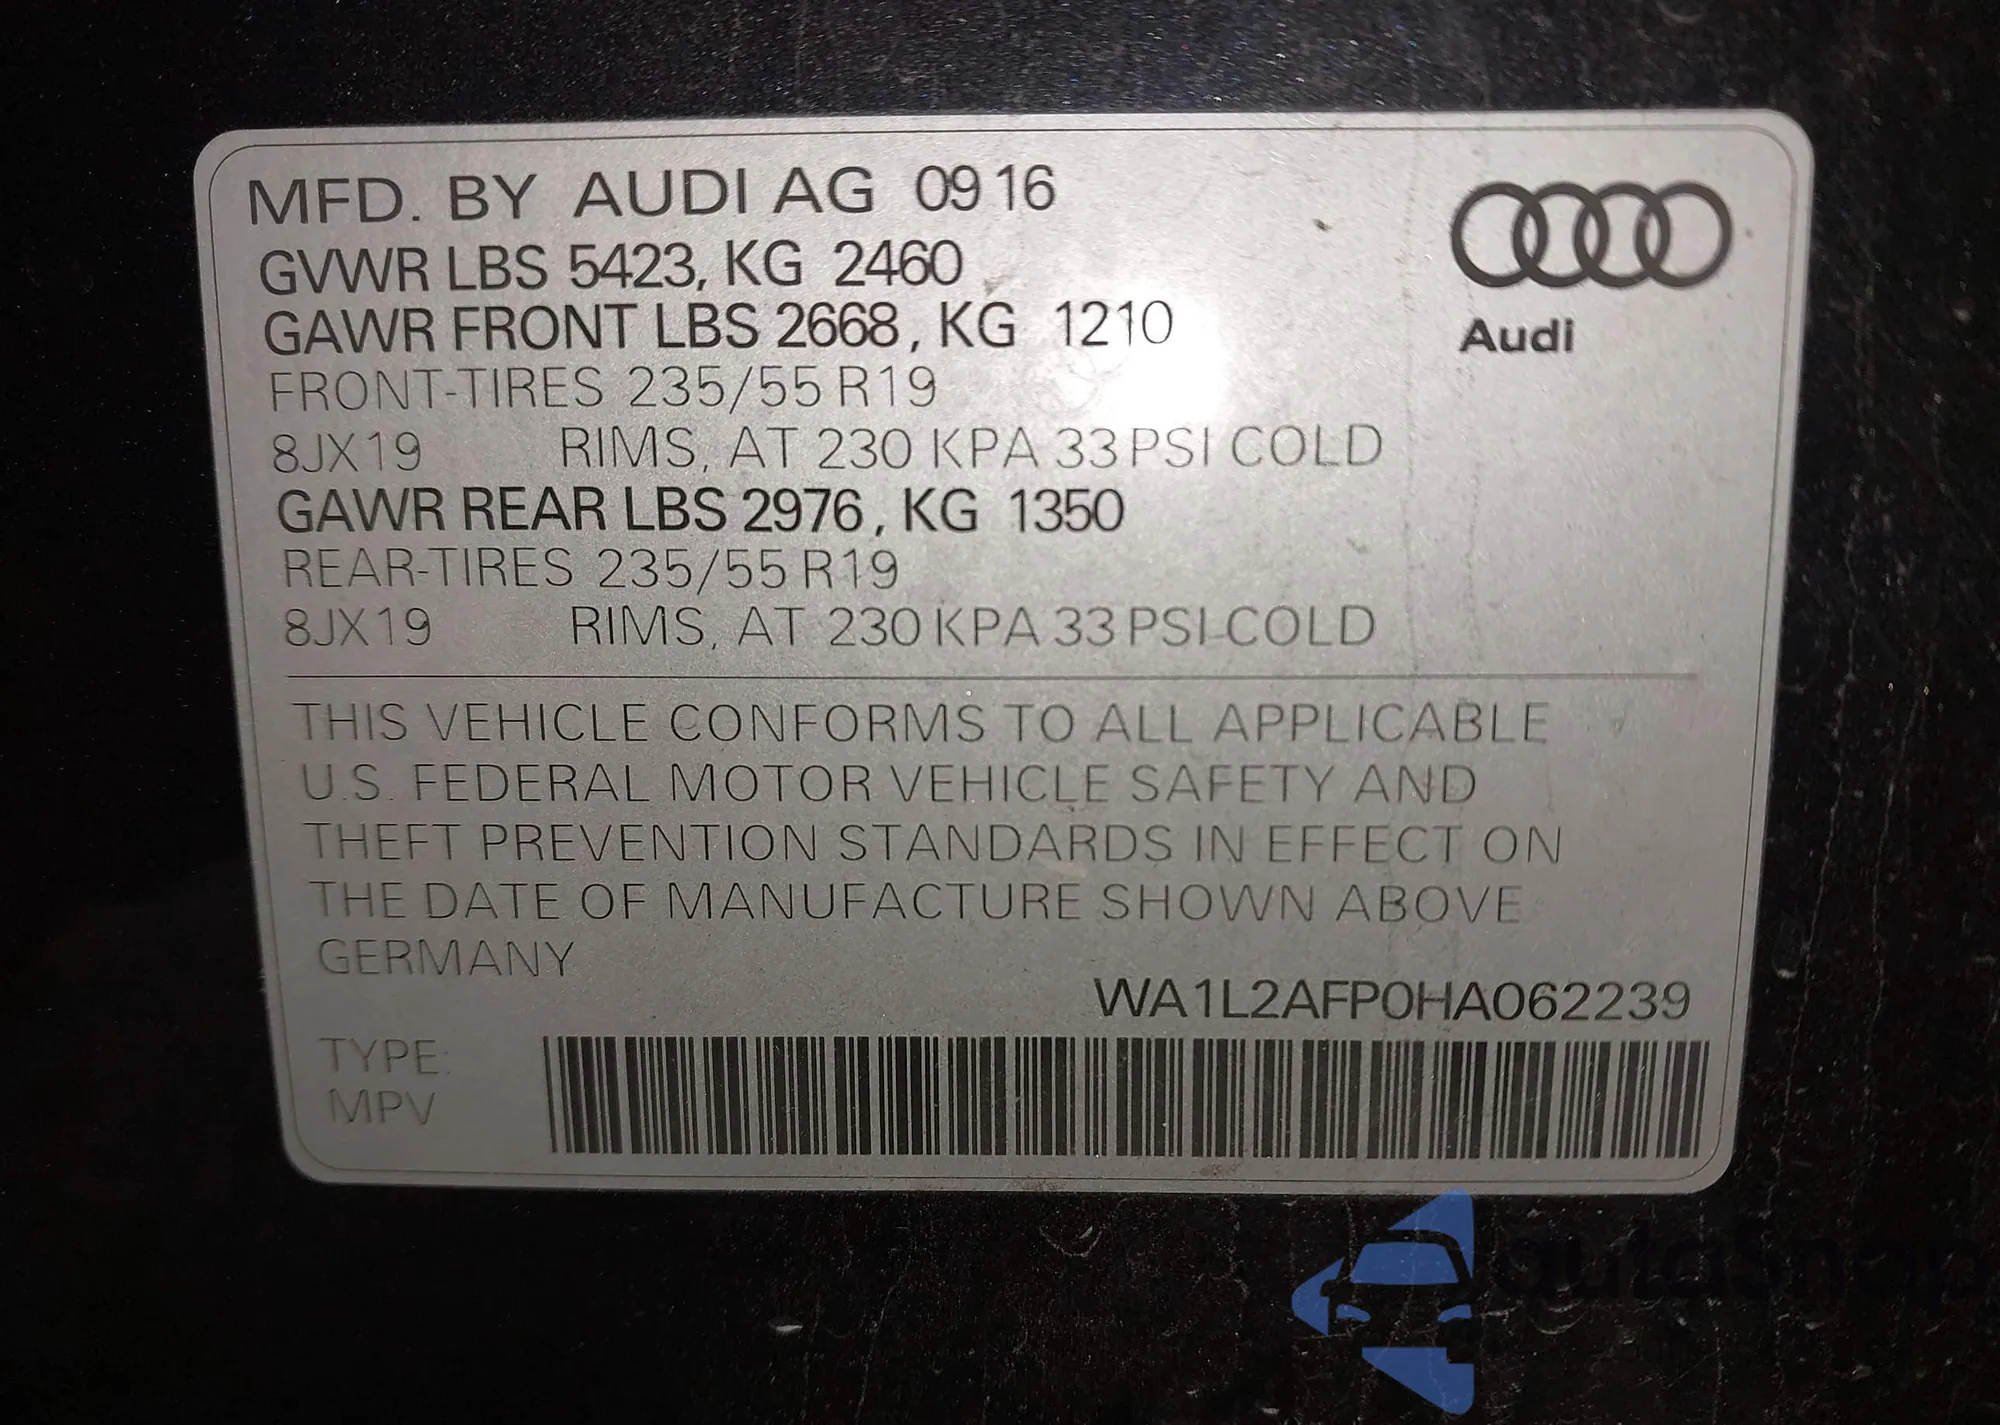 MFD. BY AUDI AG 09 16
GVWR LBS 5423, KG 2460
GAWR FRONT LBS 2668, KG 1210
FRONT-TIRES 235/55 R19
8JX19 RIMS, AT 230 KPA 33 PSI COLD
GAWR REAR LBS 2976, KG 1350
REAR-TIRES 235/55 R19
8JX19 RIMS, AT 230 KPA 33 PSI COLD
Audi
THIS VEHICLE CONFORMS TO ALL APPLICABLE
U.S. FEDERAL MOTOR VEHICLE SAFETY AND
THEFT PREVENTION STANDARDS IN EFFECT ON
THE DATE OF MANUFACTURE SHOWN ABOVE
GERMANY
WA1L2AFP0HA062239
TYPE:
MPV
autosnap